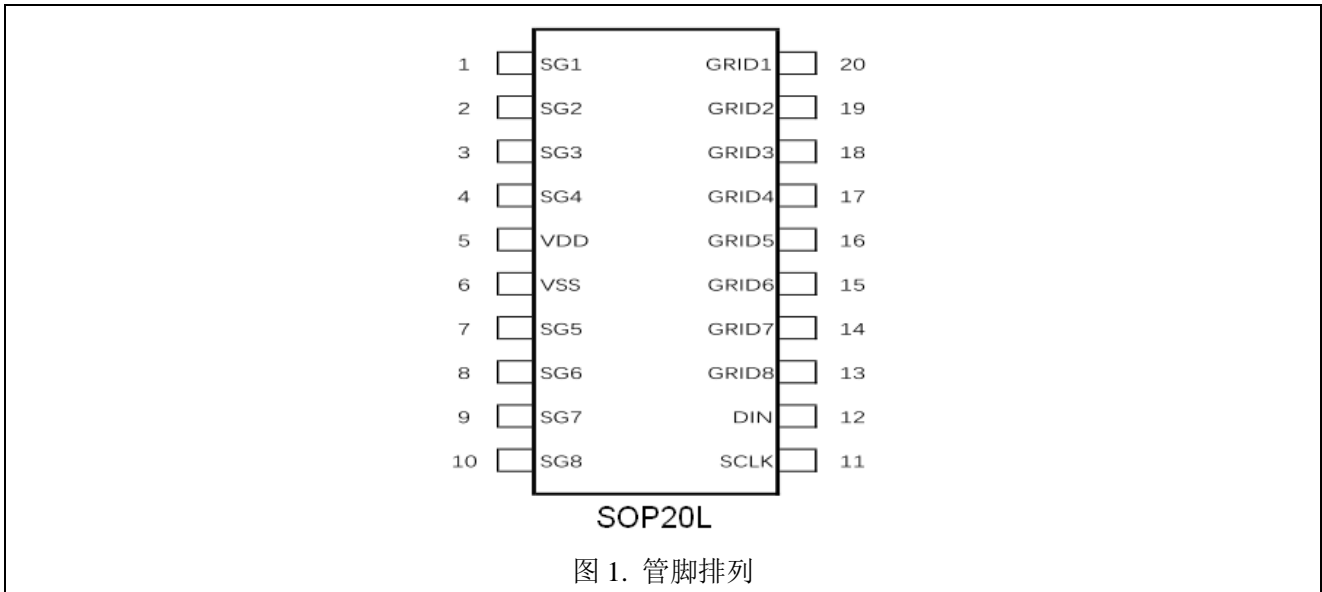 1 SG1 GRID1 20
2 SG2 GRID2 19
3 SG3 GRID3 18
4 SG4 GRID4 17
5 VDD GRID5 16
6 VSS GRID6 15
7 SG5 GRID7 14
8 SG6 GRID8 13
9 SG7 DIN 12
10 SG8 SCLK 11
SOP20L
图 1. 管脚排列